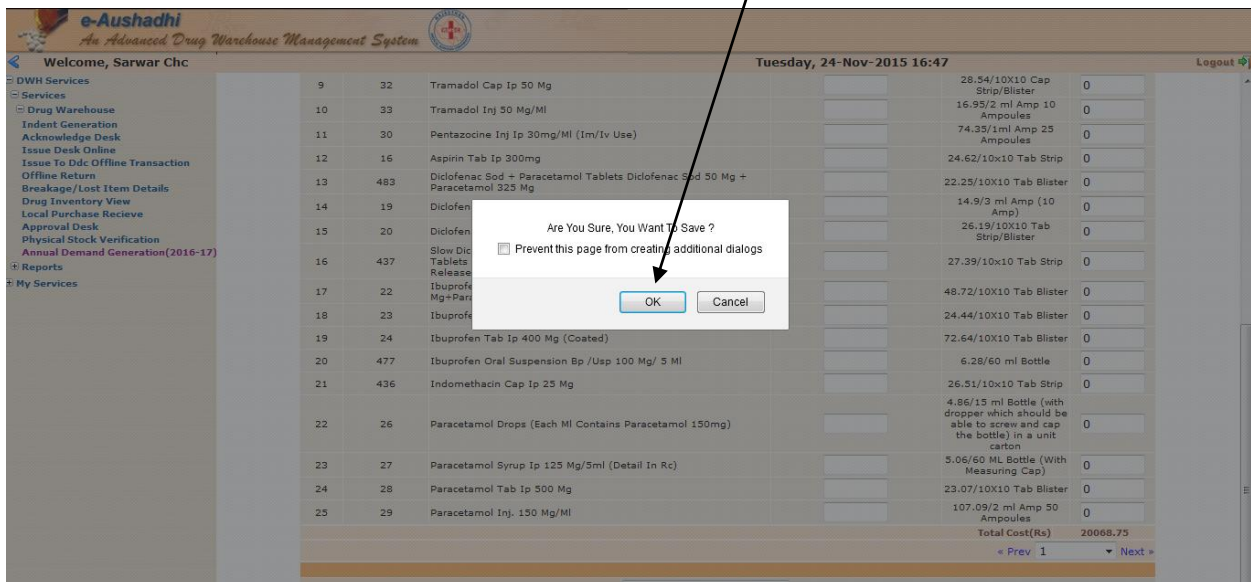 e-Aushadhi
An Advanced Drug Warehouse Management System
Welcome, Sarwar Chc
Tuesday, 24-Nov-2015 16:47
Logout
DWH Services
Services
Drug Warehouse
Indent Generation
Acknowledge Desk
Issue Desk Online
Issue To Ddc Offline Transaction
Offline Return
Breakage/Lost Item Details
Drug Inventory View
Local Purchase Recieve
Approval Desk
Physical Stock Verification
Annual Demand Generation(2016-17)
Reports
My Services
9 32 Tramadol Cap Ip 50 Mg 28.54/10X10 Cap Strip/Blister 0
10 33 Tramadol Inj 50 Mg/Ml 16.95/2 ml Amp 10 Ampoules 0
11 30 Pentazocine Inj Ip 30mg/Ml (Im/Iv Use) 74.35/1ml Amp 25 Ampoules 0
12 16 Aspirin Tab Ip 300mg 24.62/10x10 Tab Strip 0
13 483 Diclofenac Sod + Paracetamol Tablets Diclofenac Sod 50 Mg + Paracetamol 325 Mg 22.25/10X10 Tab Blister 0
14 19 Diclofen 14.9/3 ml Amp (10 Amp) 0
15 20 Diclofen 26.19/10X10 Tab Strip/Blister 0
16 437 Slow Dic Tablets Release 27.39/10x10 Tab Strip 0
17 22 Ibuprofe Mg+Para 48.72/10X10 Tab Blister 0
18 23 Ibuprofe 24.44/10X10 Tab Blister 0
19 24 Ibuprofen Tab Ip 400 Mg (Coated) 72.64/10X10 Tab Blister 0
20 477 Ibuprofen Oral Suspension Bp /Usp 100 Mg/ 5 Ml 6.28/60 ml Bottle 0
21 436 Indomethacin Cap Ip 25 Mg 26.51/10x10 Tab Strip 0
22 26 Paracetamol Drops (Each Ml Contains Paracetamol 150mg) 4.86/15 ml Bottle (with dropper which should be able to screw and cap the bottle) in a unit carton 0
23 27 Paracetamol Syrup Ip 125 Mg/5ml (Detail In Rc) 5.06/60 ML Bottle (With Measuring Cap) 0
24 28 Paracetamol Tab Ip 500 Mg 23.07/10X10 Tab Blister 0
25 29 Paracetamol Inj. 150 Mg/Ml 107.09/2 ml Amp 50 Ampoules 0
Total Cost(Rs) 20068.75
« Prev 1 Next »
Are You Sure, You Want To Save ?
Prevent this page from creating additional dialogs
OK Cancel